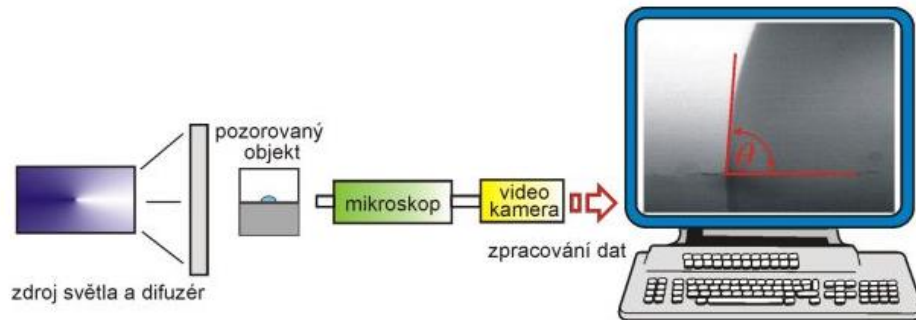 pozorovaný
objekt
mikroskop
video
kamera
zpracování dat
zdroj světla a difuzér
θ